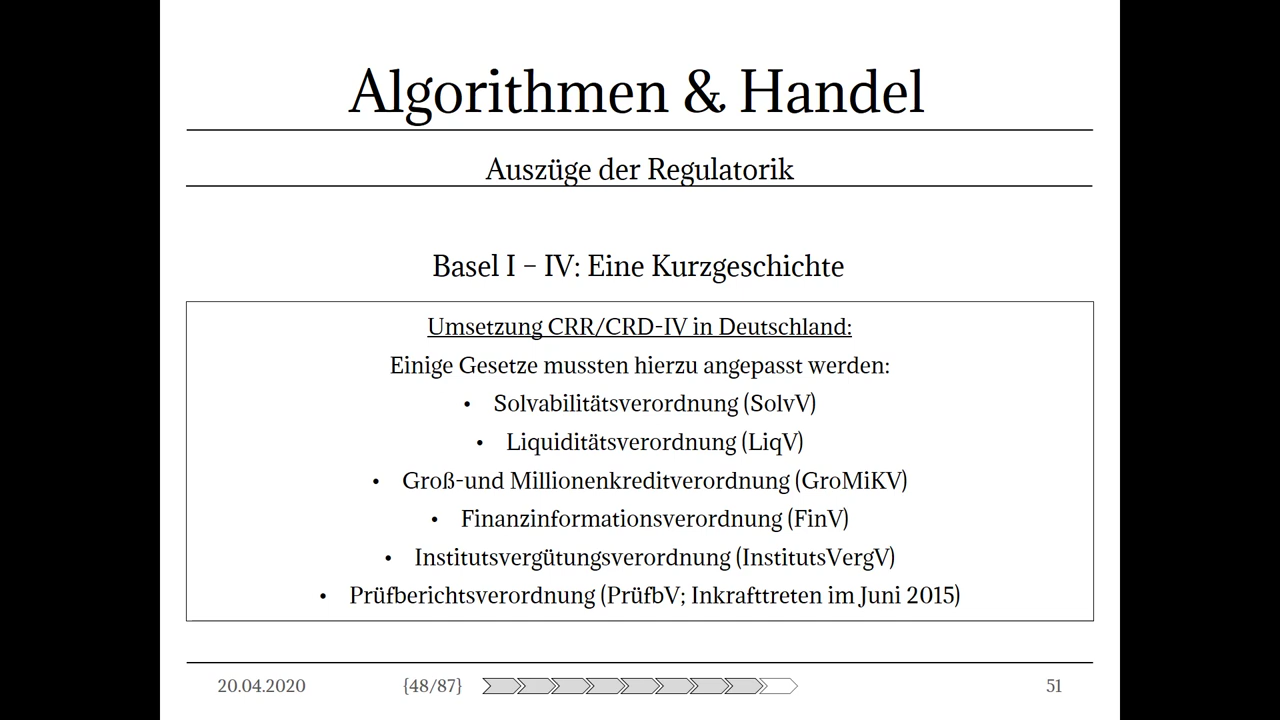 Algorithmen & Handel
Auszüge der Regulatorik
Basel I – IV: Eine Kurzgeschichte
Umsetzung CRR/CRD-IV in Deutschland:
Einige Gesetze mussten hierzu angepasst werden:
• Solvabilitätsverordnung (SolvV)
• Liquiditätsverordnung (LiqV)
• Groß-und Millionenkreditverordnung (GroMiKV)
• Finanzinformationsverordnung (FinV)
• Institutsvergütungsverordnung (InstitutsVergV)
• Prüfberichtsverordnung (PrüfbV; Inkrafttreten im Juni 2015)
20.04.2020 {48/87} 51